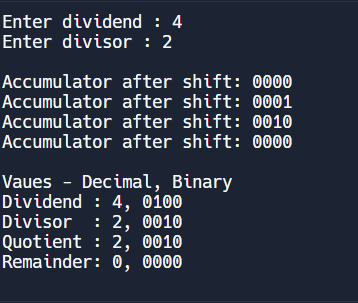 Enter dividend : 4
Enter divisor : 2
Accumulator after shift: 0000
Accumulator after shift: 0001
Accumulator after shift: 0010
Accumulator after shift: 0000
Vaues - Decimal, Binary
Dividend : 4, 0100
Divisor  : 2, 0010
Quotient : 2, 0010
Remainder: 0, 0000